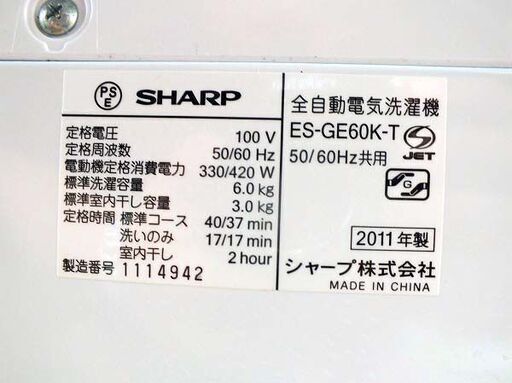 PSE SHARP
定格電圧 100 V
定格周波数 50/60 Hz
電動機定格消費電力 330/420 W
標準洗濯容量 6.0 kg
標準室内干し容量 3.0 kg
定格時間 標準コース 40/37 min
洗いのみ 17/17 min
室内干し 2 hour
製造番号 1114942
全自動電気洗濯機
ES-GE60K-T
50/60Hz共用
S JET
G
2011年製
シャープ株式会社
MADE IN CHINA